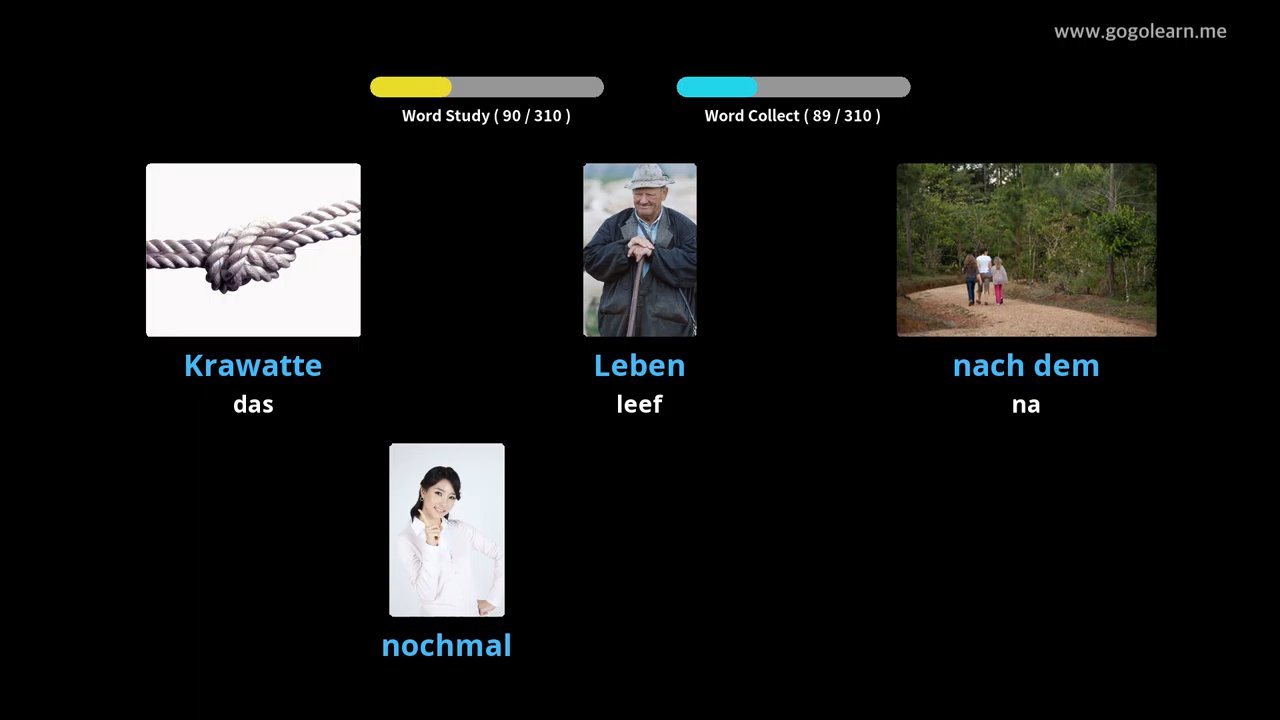 www.gogolearn.me
Word Study ( 90 / 310 )
Word Collect ( 89 / 310 )
Krawatte
Leben
nach dem
das
leef
na
nochmal